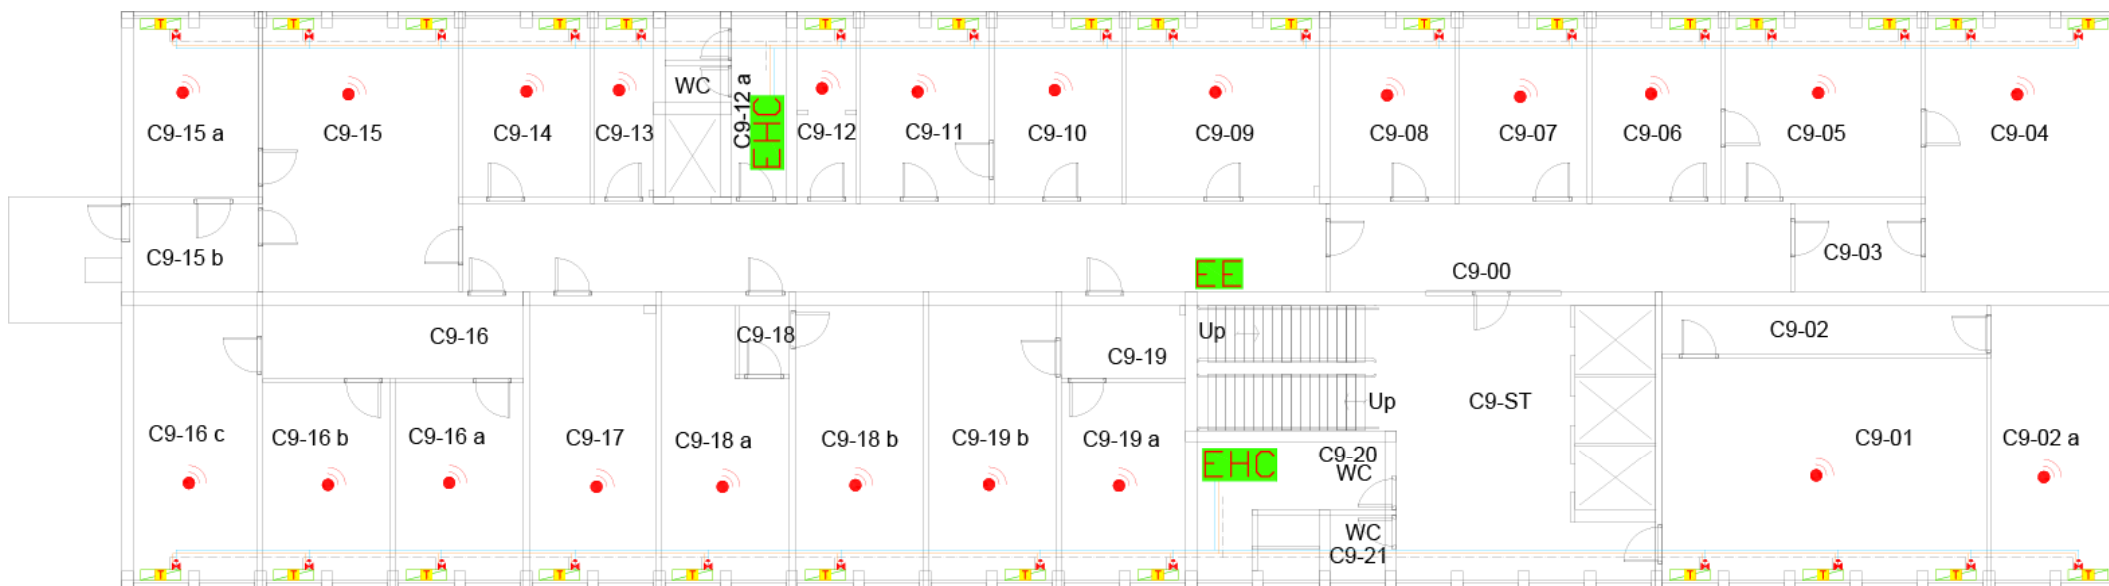 T T T T T T T T T T T T T T T T T T
WC
C9-12 a
EHC
C9-15 a
C9-15
C9-14
C9-13
C9-12
C9-11
C9-10
C9-09
C9-08
C9-07
C9-06
C9-05
C9-04
C9-15 b
EE
C9-00
C9-03
C9-16
C9-18
C9-19
Up
C9-02
Up
C9-ST
C9-16 c
C9-16 b
C9-16 a
C9-17
C9-18 a
C9-18 b
C9-19 b
C9-19 a
C9-01
C9-02 a
EHC
C9-20
WC
WC
C9-21
T T T T T T T T T T T T